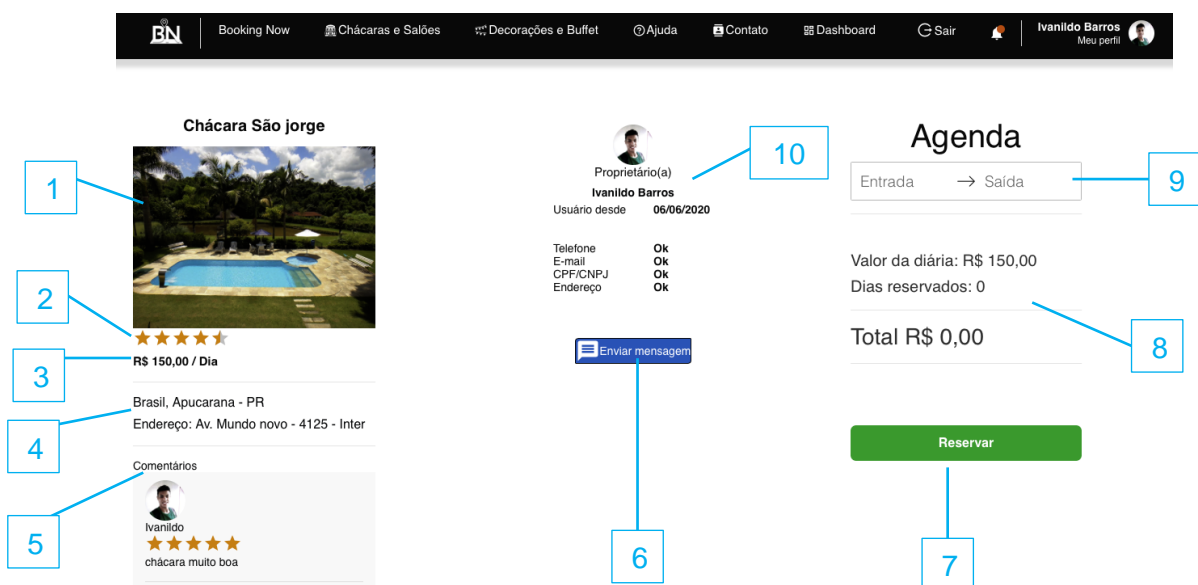 BN
Booking Now
Chácaras e Salões
Decorações e Buffet
Ajuda
Contato
Dashboard
Sair
Ivanildo Barros
Meu perfil
Chácara São jorge
1
2
R$ 150,00 / Dia
3
Brasil, Apucarana - PR
Endereço: Av. Mundo novo - 4125 - Inter
4
Comentários
Ivanildo
chácara muito boa
5
Proprietário(a)
Ivanildo Barros
Usuário desde 06/06/2020
Telefone Ok
E-mail Ok
CPF/CNPJ Ok
Endereço Ok
10
Enviar mensagem
6
Agenda
Entrada → Saída
9
Valor da diária: R$ 150,00
Dias reservados: 0
Total R$ 0,00
8
Reservar
7